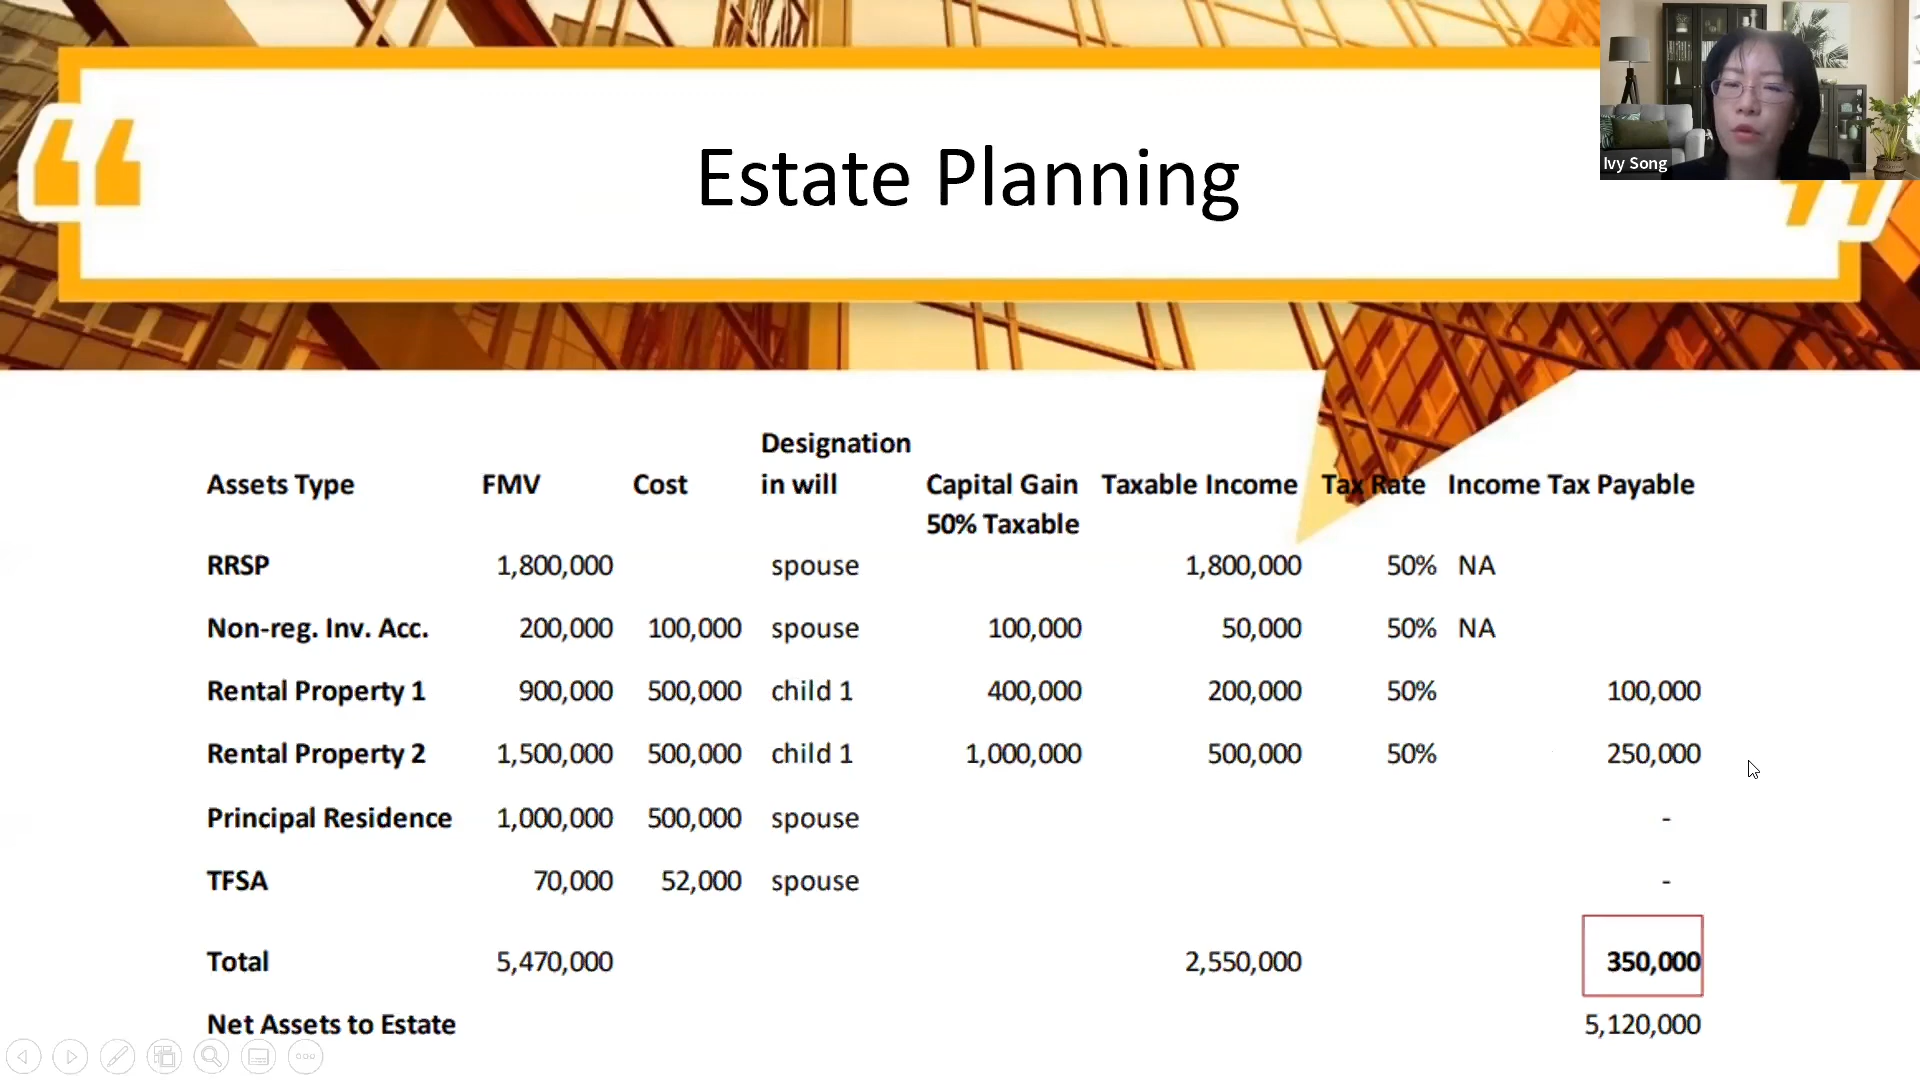 Ivy Song
“ Estate Planning ”
Designation
Assets Type FMV Cost in will Capital Gain Taxable Income Tax Rate Income Tax Payable
50% Taxable
RRSP 1,800,000 spouse 1,800,000 50% NA
Non-reg. Inv. Acc. 200,000 100,000 spouse 100,000 50,000 50% NA
Rental Property 1 900,000 500,000 child 1 400,000 200,000 50% 100,000
Rental Property 2 1,500,000 500,000 child 1 1,000,000 500,000 50% 250,000
Principal Residence 1,000,000 500,000 spouse -
TFSA 70,000 52,000 spouse -
Total 5,470,000 2,550,000 350,000
Net Assets to Estate 5,120,000